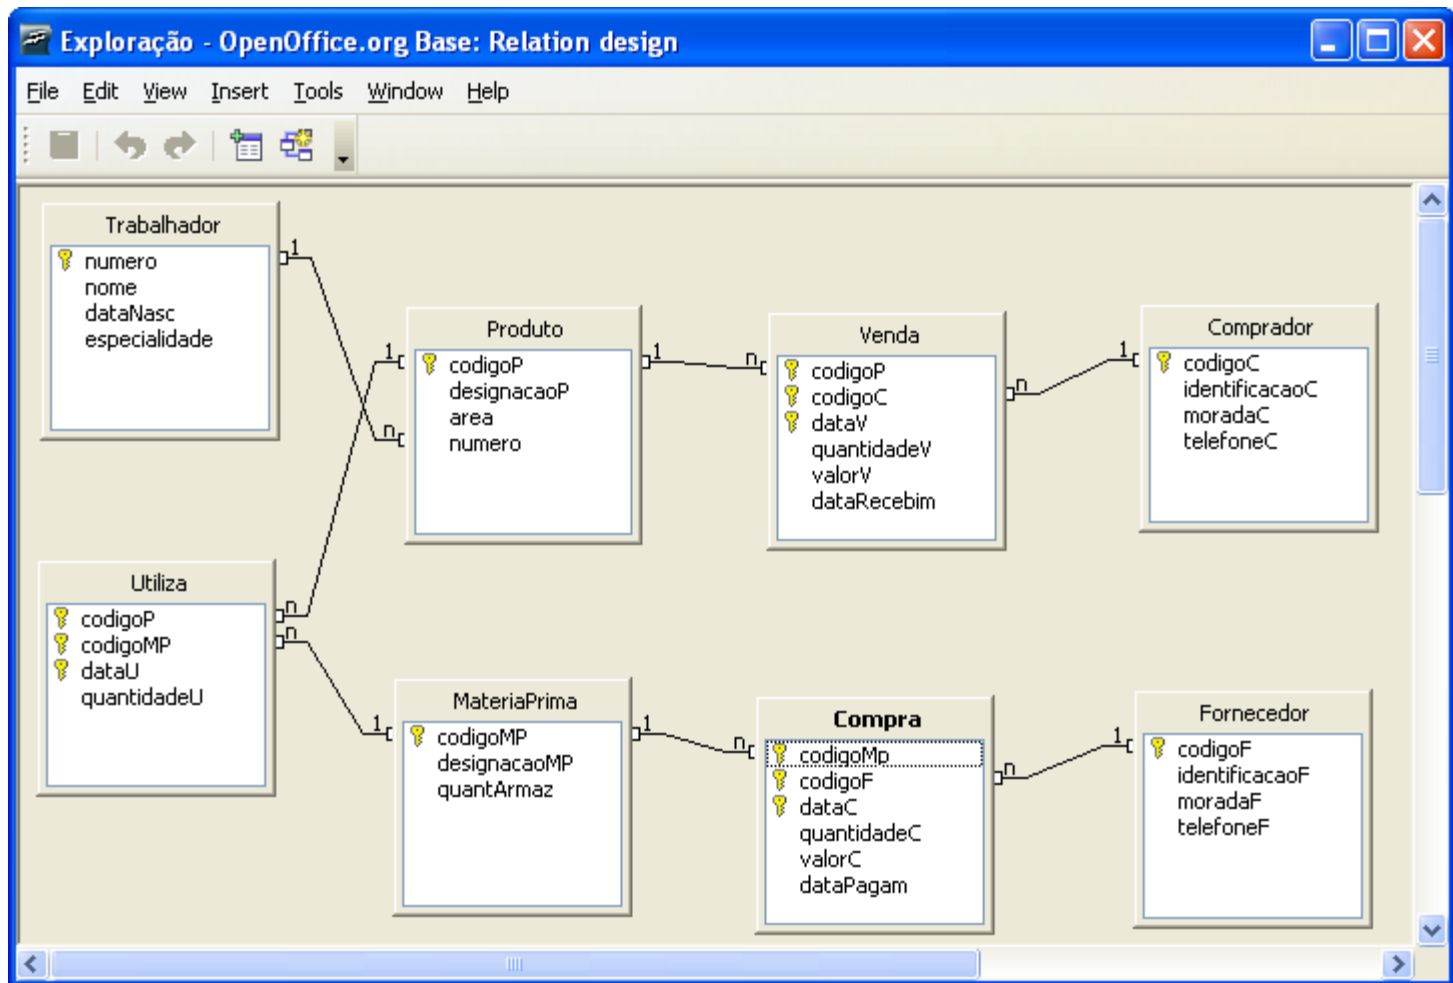 Exploração - OpenOffice.org Base: Relation design
File Edit View Insert Tools Window Help
Trabalhador
numero
nome
dataNasc
especialidade
1
n
Produto
codigoP
designacaoP
area
numero
1
1
n
Venda
codigoP
codigoC
dataV
quantidadeV
valorV
dataRecebim
n
1
Comprador
codigoC
identificacaoC
moradaC
telefoneC
Utiliza
codigoP
codigoMP
dataU
quantidadeU
n
n
1
MateriaPrima
codigoMP
designacaoMP
quantArmaz
1
n
Compra
codigoMp
codigoF
dataC
quantidadeC
valorC
dataPagam
n
1
Fornecedor
codigoF
identificacaoF
moradaF
telefoneF